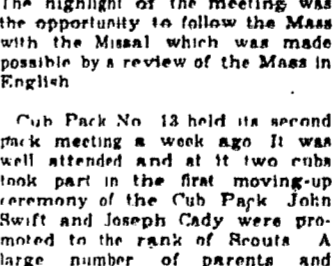 The highlight of the meeting was
the opportunity to follow the Mass
with the Missal which was made
possible by a review of the Mass in
English
Cub Pack No 13 held its second
pack meeting a week ago It was
well attended and at it two cubs
took part in the first moving-up
ceremony of the Cub Pack John
Swift and Joseph Cady were pro-
moted to the rank of Scouts A
large number of parents and